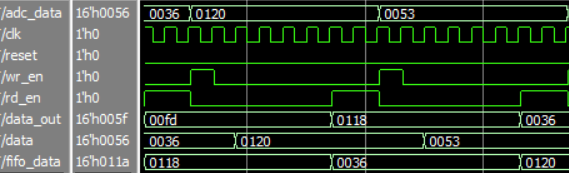 /adc_data 16'h0056 0036 0120 0053
/clk 1'h0
/reset 1'h0
/wr_en 1'h0
/rd_en 1'h0
/data_out 16'h005f 00fd 0118 0036
/data 16'h0056 0036 0120 0053
/fifo_data 16'h011a 0118 0036 0120